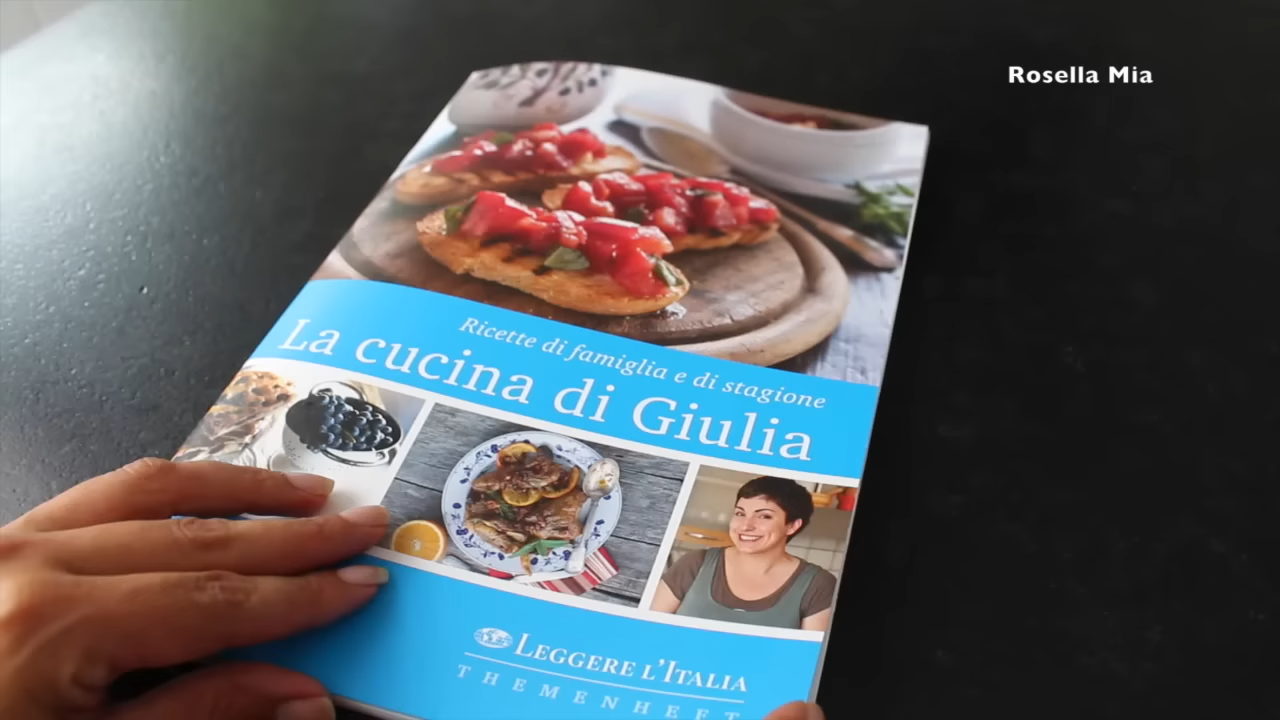 Rosella Mia
Ricette di famiglia e di stagione
La cucina di Giulia
LEGGERE L'ITALIA
THEMENHEFT